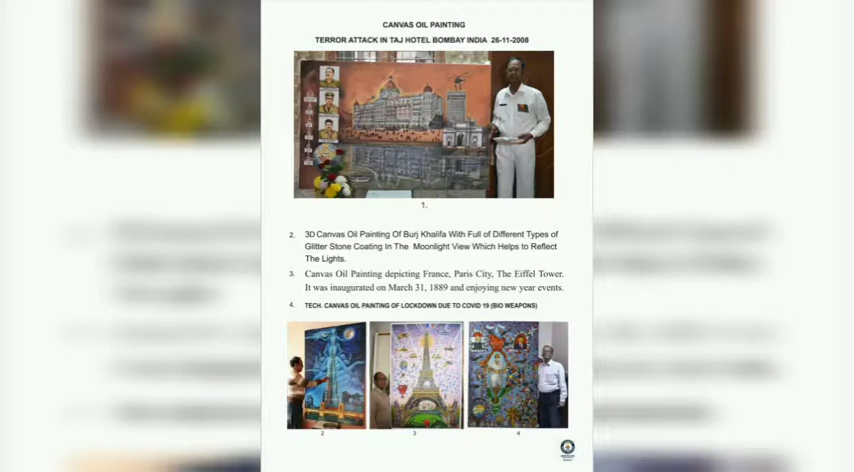 CANVAS OIL PAINTING
TERROR ATTACK IN TAJ HOTEL BOMBAY INDIA 26-11-2008
1.
2. 3D Canvas Oil Painting Of Burj Khalifa With Full of Different Types of
Glitter Stone Coating In The Moonlight View Which Helps to Reflect
The Lights.
3. Canvas Oil Painting depicting France, Paris City, The Eiffel Tower.
It was inaugurated on March 31, 1889 and enjoying new year events.
4. TECH. CANVAS OIL PAINTING OF LOCKDOWN DUE TO COVID 19 (BIO WEAPONS)
2
3
4